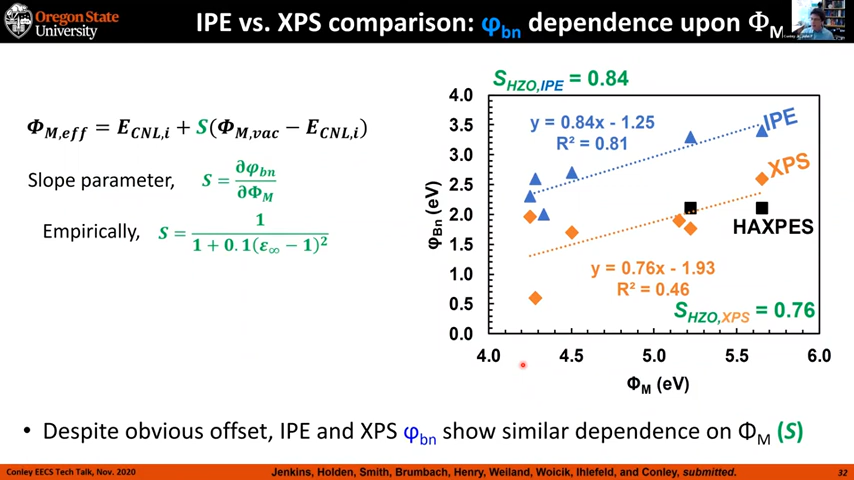 Oregon State
University
IPE vs. XPS comparison: φbn dependence upon ΦM
SHZO,IPE = 0.84
ΦM,eff = ECNL,i + S(ΦM,vac − ECNL,i)
Slope parameter, S = ∂φbn/∂ΦM
Empirically, S = 1/(1 + 0.1(ε∞ − 1)²)
4.0
3.5
3.0
2.5
2.0
1.5
1.0
0.5
0.0
φBn (eV)
y = 0.84x - 1.25
R² = 0.81
IPE
XPS
HAXPES
y = 0.76x - 1.93
R² = 0.46
SHZO,XPS = 0.76
4.0 4.5 5.0 5.5 6.0
ΦM (eV)
• Despite obvious offset, IPE and XPS φbn show similar dependence on ΦM (S)
Conley EECS Tech Talk, Nov. 2020
Jenkins, Holden, Smith, Brumbach, Henry, Weiland, Woicik, Ihlefeld, and Conley, submitted.
32